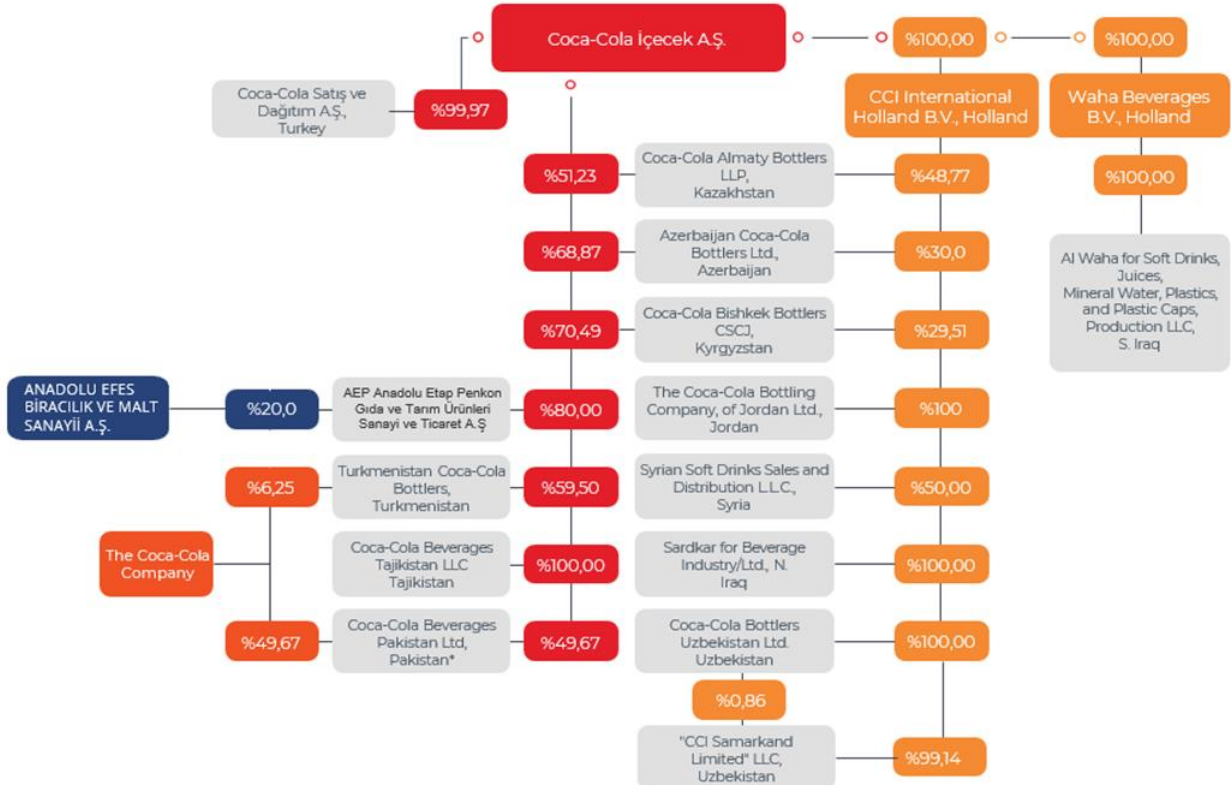 Coca-Cola İçecek A.Ş.
%100,00
%100,00
Coca-Cola Satış ve
Dağıtım A.Ş.,
Turkey
%99,97
CCI International
Holland B.V., Holland
Waha Beverages
B.V., Holland
%51,23
Coca-Cola Almaty Bottlers
LLP,
Kazakhstan
%48,77
%100,00
%68,87
Azerbaijan Coca-Cola
Bottlers Ltd.,
Azerbaijan
%30,0
Al Waha for Soft Drinks,
Juices,
Mineral Water, Plastics,
and Plastic Caps,
Production LLC,
S. Iraq
%70,49
Coca-Cola Bishkek Bottlers
CSCJ,
Kyrgyzstan
%29,51
ANADOLU EFES
BİRACILIK VE MALT
SANAYİİ A.Ş.
%20,0
AEP Anadolu Etap Penkon
Gıda ve Tarım Ürünleri
Sanayi ve Ticaret A.Ş
%80,00
The Coca-Cola Bottling
Company, of Jordan Ltd.,
Jordan
%100
%6,25
Turkmenistan Coca-Cola
Bottlers,
Turkmenistan
%59,50
Syrian Soft Drinks Sales and
Distribution L.L.C.,
Syria
%50,00
The Coca-Cola
Company
Coca-Cola Beverages
Tajikistan LLC
Tajikistan
%100,00
Sardkar for Beverage
Industry/Ltd., N.
Iraq
%100,00
%49,67
Coca-Cola Beverages
Pakistan Ltd,
Pakistan*
%49,67
Coca-Cola Bottlers
Uzbekistan Ltd.
Uzbekistan
%100,00
%0,86
"CCI Samarkand
Limited" LLC,
Uzbekistan
%99,14